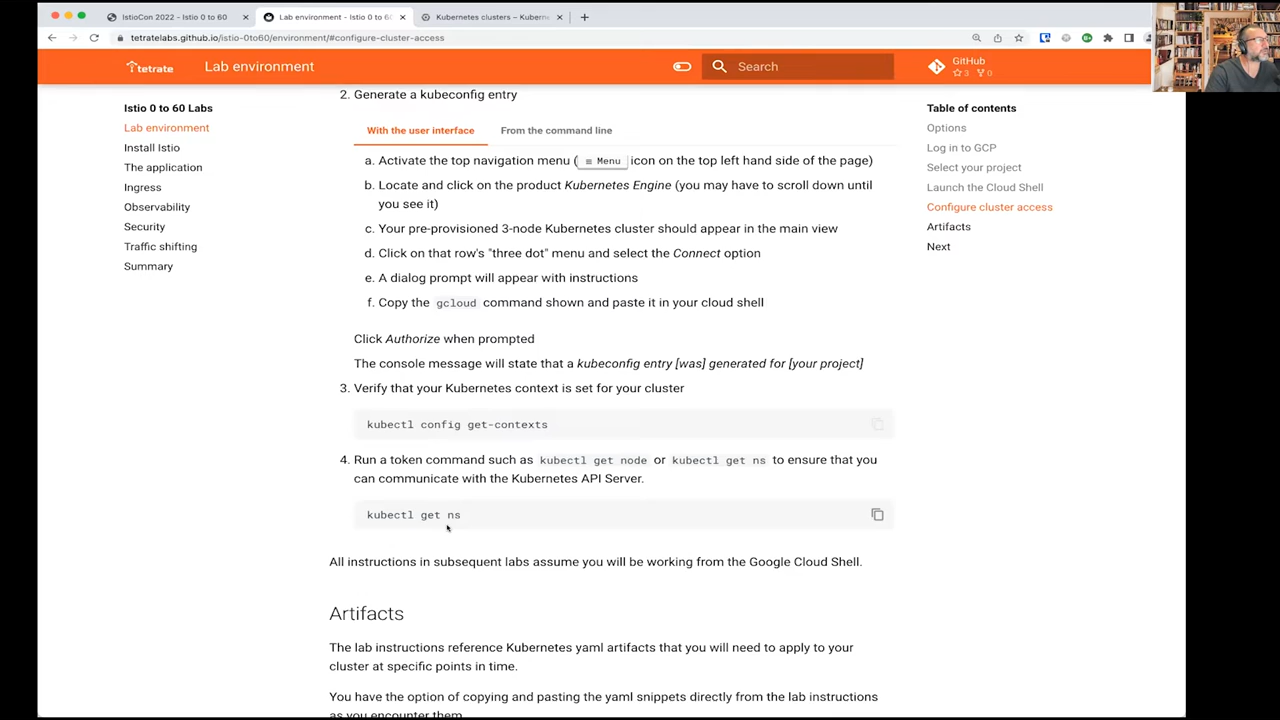 IstioCon 2022 - Istio 0 to 60
Lab environment - Istio 0 to 60
Kubernetes clusters – Kubern
tetratelabs.github.io/istio-0to60/environment/#configure-cluster-access
tetrate
Lab environment
Search
GitHub
3 0
Istio 0 to 60 Labs
Lab environment
Install Istio
The application
Ingress
Observability
Security
Traffic shifting
Summary
2. Generate a kubeconfig entry
With the user interface
From the command line
a. Activate the top navigation menu ( ≡ Menu icon on the top left hand side of the page)
b. Locate and click on the product Kubernetes Engine (you may have to scroll down until
you see it)
c. Your pre-provisioned 3-node Kubernetes cluster should appear in the main view
d. Click on that row's "three dot" menu and select the Connect option
e. A dialog prompt will appear with instructions
f. Copy the gcloud command shown and paste it in your cloud shell
Click Authorize when prompted
The console message will state that a kubeconfig entry [was] generated for [your project]
3. Verify that your Kubernetes context is set for your cluster
kubectl config get-contexts
4. Run a token command such as kubectl get node or kubectl get ns to ensure that you
can communicate with the Kubernetes API Server.
kubectl get ns
All instructions in subsequent labs assume you will be working from the Google Cloud Shell.
Artifacts
The lab instructions reference Kubernetes yaml artifacts that you will need to apply to your
cluster at specific points in time.
You have the option of copying and pasting the yaml snippets directly from the lab instructions
as you encounter them.
Table of contents
Options
Log in to GCP
Select your project
Launch the Cloud Shell
Configure cluster access
Artifacts
Next